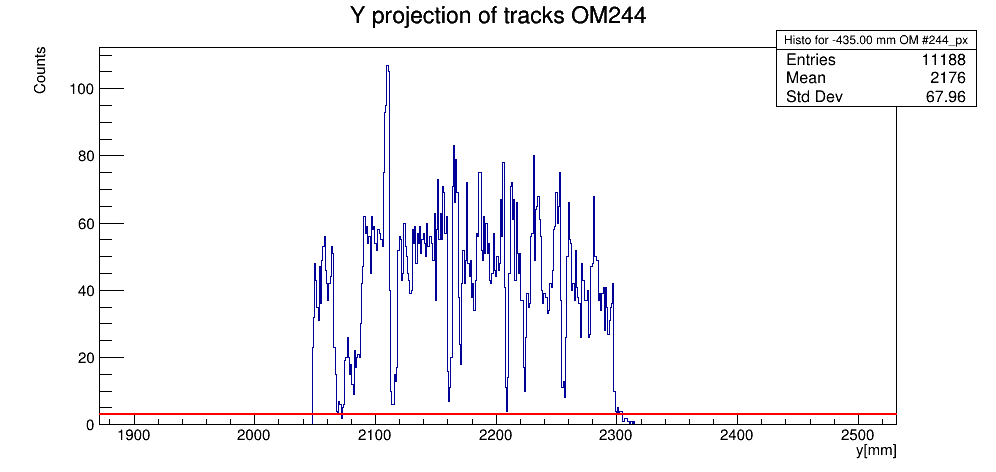 Y projection of tracks OM244
Histo for -435.00 mm OM #244_px
Entries 11188
Mean 2176
Std Dev 67.96
Counts
100
80
60
40
20
0
1900 2000 2100 2200 2300 2400 2500
y[mm]